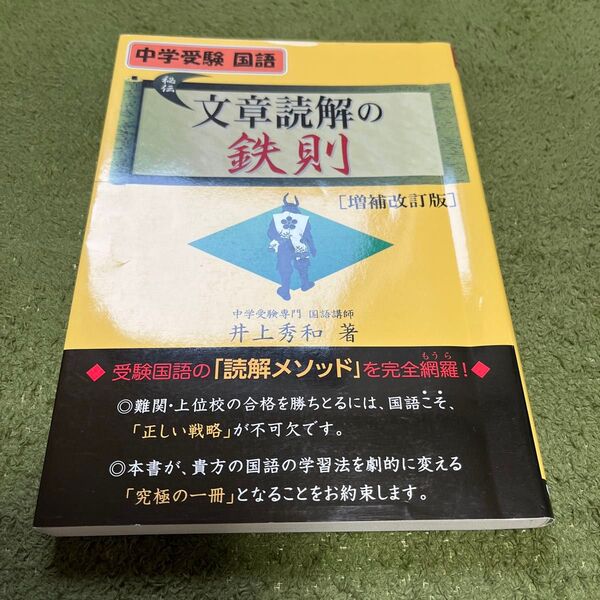 中学受験 国語
秘伝
文章読解の
鉄則
[増補改訂版]
中学受験専門 国語講師
井上秀和 著
もうら
◆ 受験国語の「読解メソッド」を完全網羅! ◆
◎難関・上位校の合格を勝ちとるには、国語こそ、
「正しい戦略」が不可欠です。
◎本書が、貴方の国語の学習法を劇的に変える
「究極の一冊」となることをお約束します。